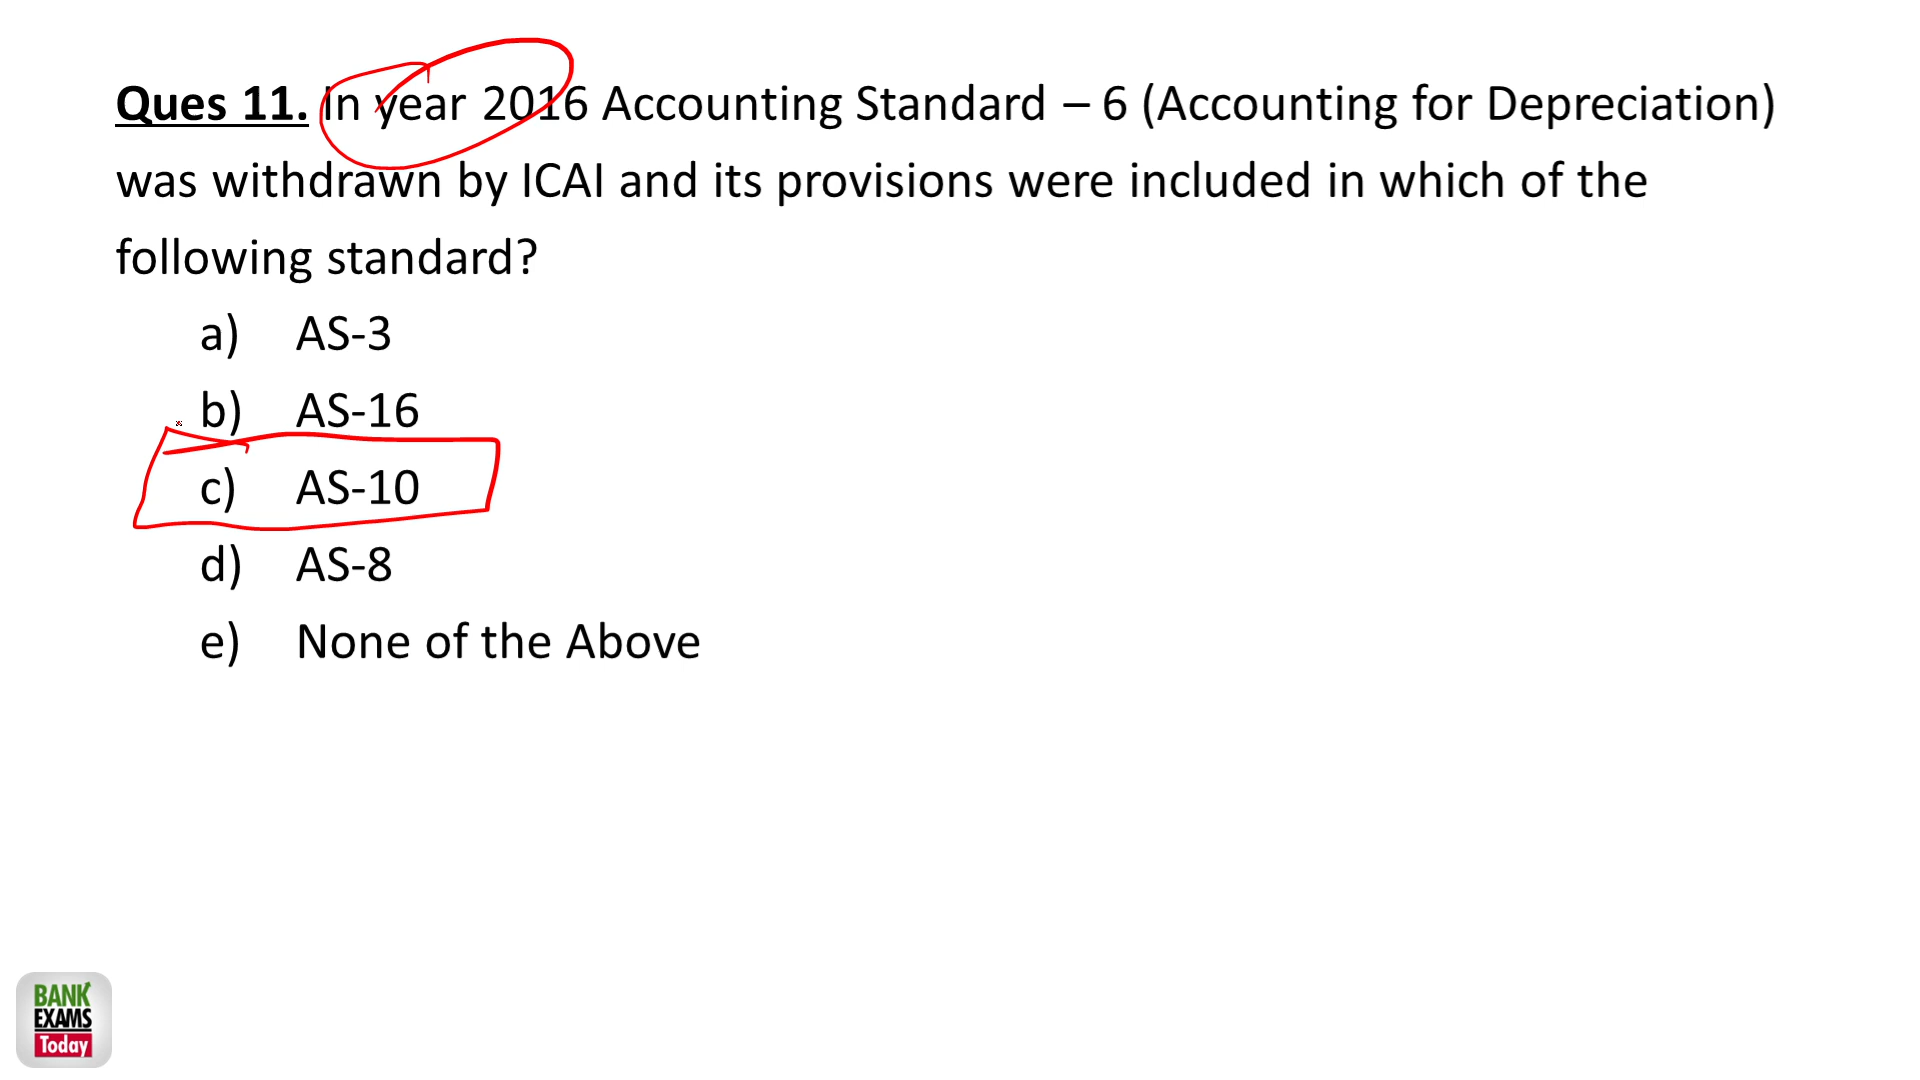 Ques 11. In year 2016 Accounting Standard – 6 (Accounting for Depreciation)
was withdrawn by ICAI and its provisions were included in which of the
following standard?
a) AS-3
b) AS-16
c) AS-10
d) AS-8
e) None of the Above
BANK
EXAMS
Today